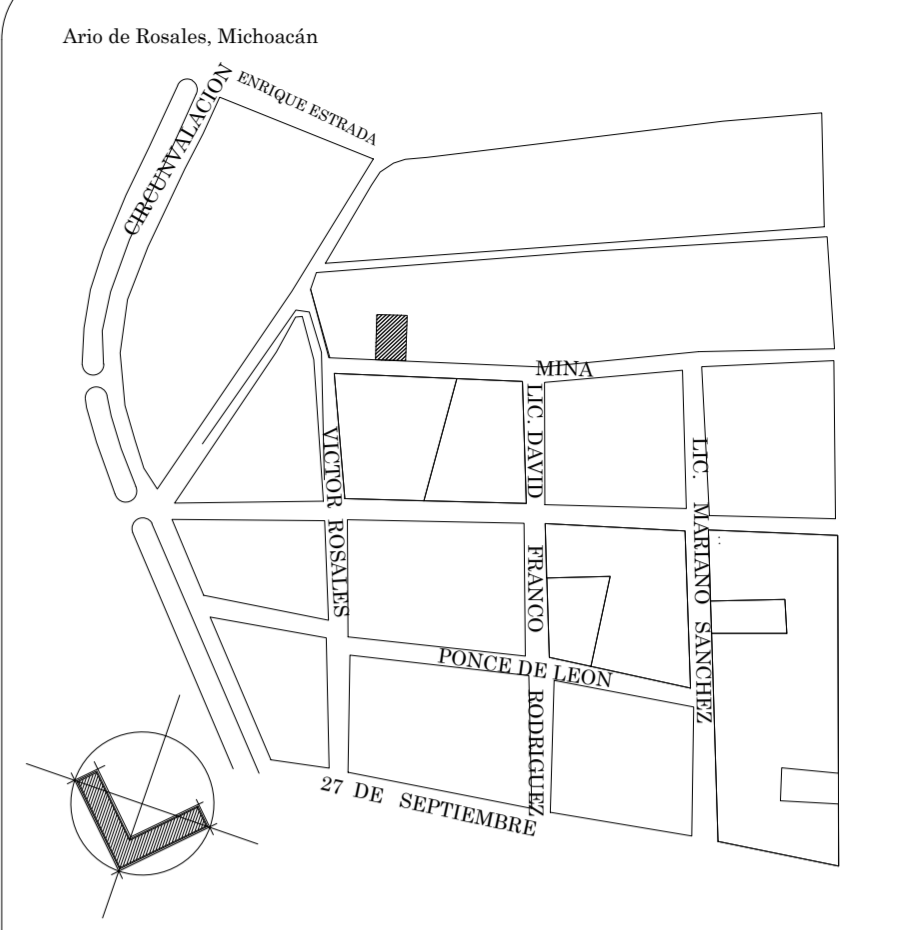 Ario de Rosales, Michoacán
ENRIQUE ESTRADA
CIRCUNVALACION
MINA
LIC. DAVID FRANCO RODRIGUEZ
VICTOR ROSALES
LIC. MARIANO SANCHEZ
PONCE DE LEON
27 DE SEPTIEMBRE